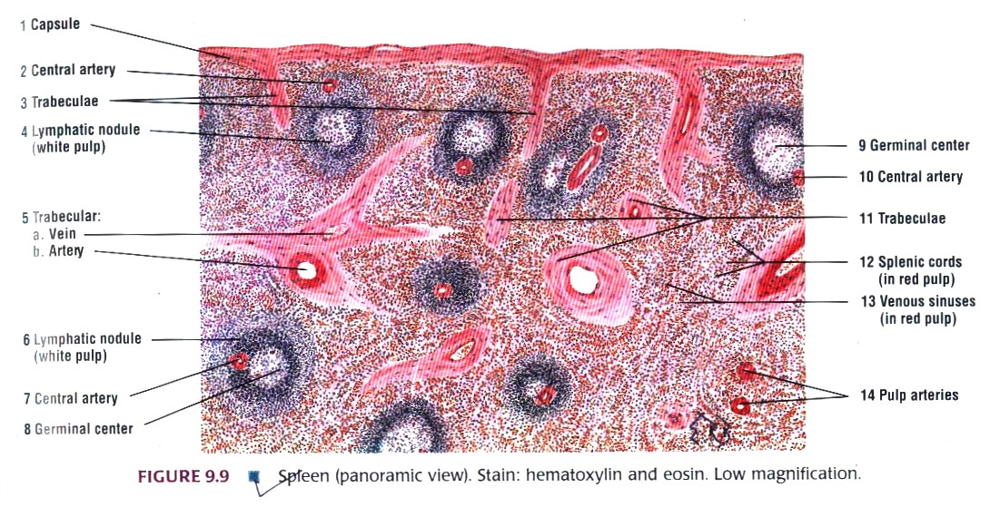 1 Capsule
2 Central artery
3 Trabeculae
4 Lymphatic nodule
(white pulp)
5 Trabecular:
a. Vein
b. Artery
6 Lymphatic nodule
(white pulp)
7 Central artery
8 Germinal center
9 Germinal center
10 Central artery
11 Trabeculae
12 Splenic cords
(in red pulp)
13 Venous sinuses
(in red pulp)
14 Pulp arteries
FIGURE 9.9 Spleen (panoramic view). Stain: hematoxylin and eosin. Low magnification.